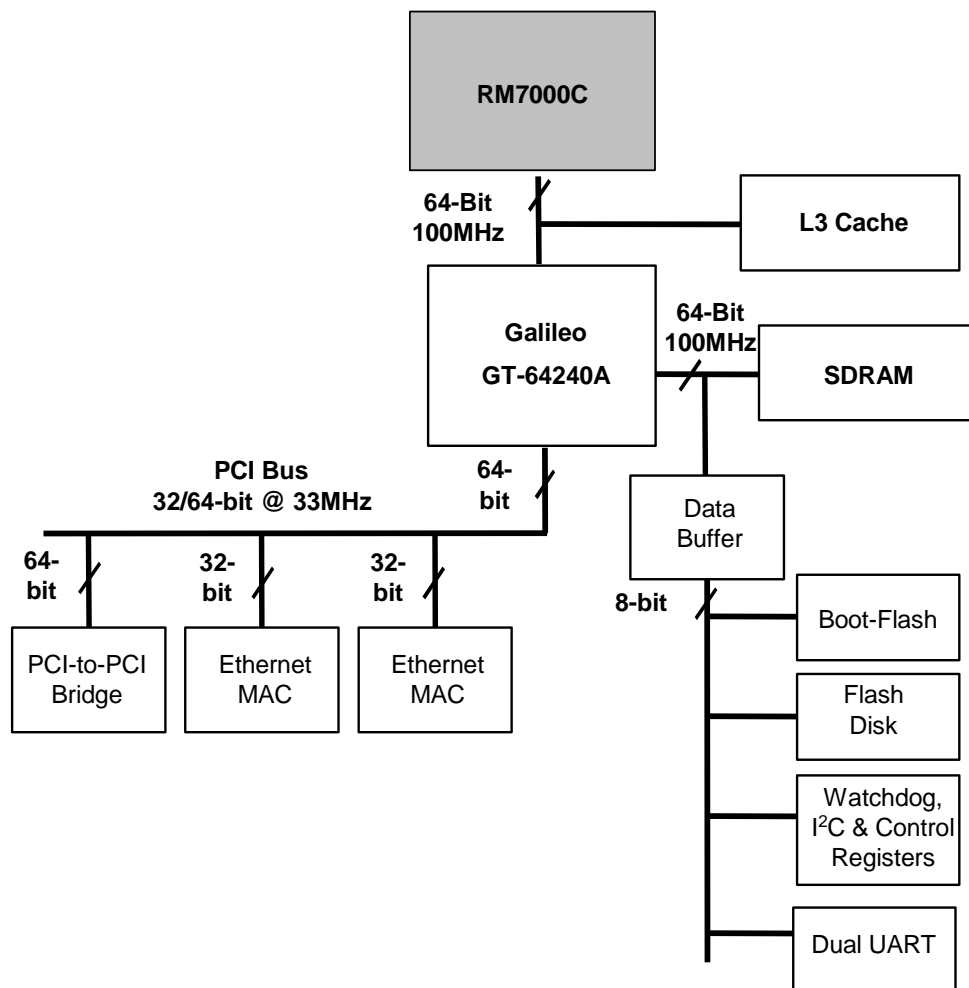 RM7000C
64-Bit
100MHz
L3 Cache
Galileo
GT-64240A
64-Bit
100MHz
SDRAM
PCI Bus
32/64-bit @ 33MHz
64-
bit
Data
Buffer
64-
bit
32-
bit
32-
bit
8-bit
Boot-Flash
PCI-to-PCI
Bridge
Ethernet
MAC
Ethernet
MAC
Flash
Disk
Watchdog,
I²C & Control
Registers
Dual UART